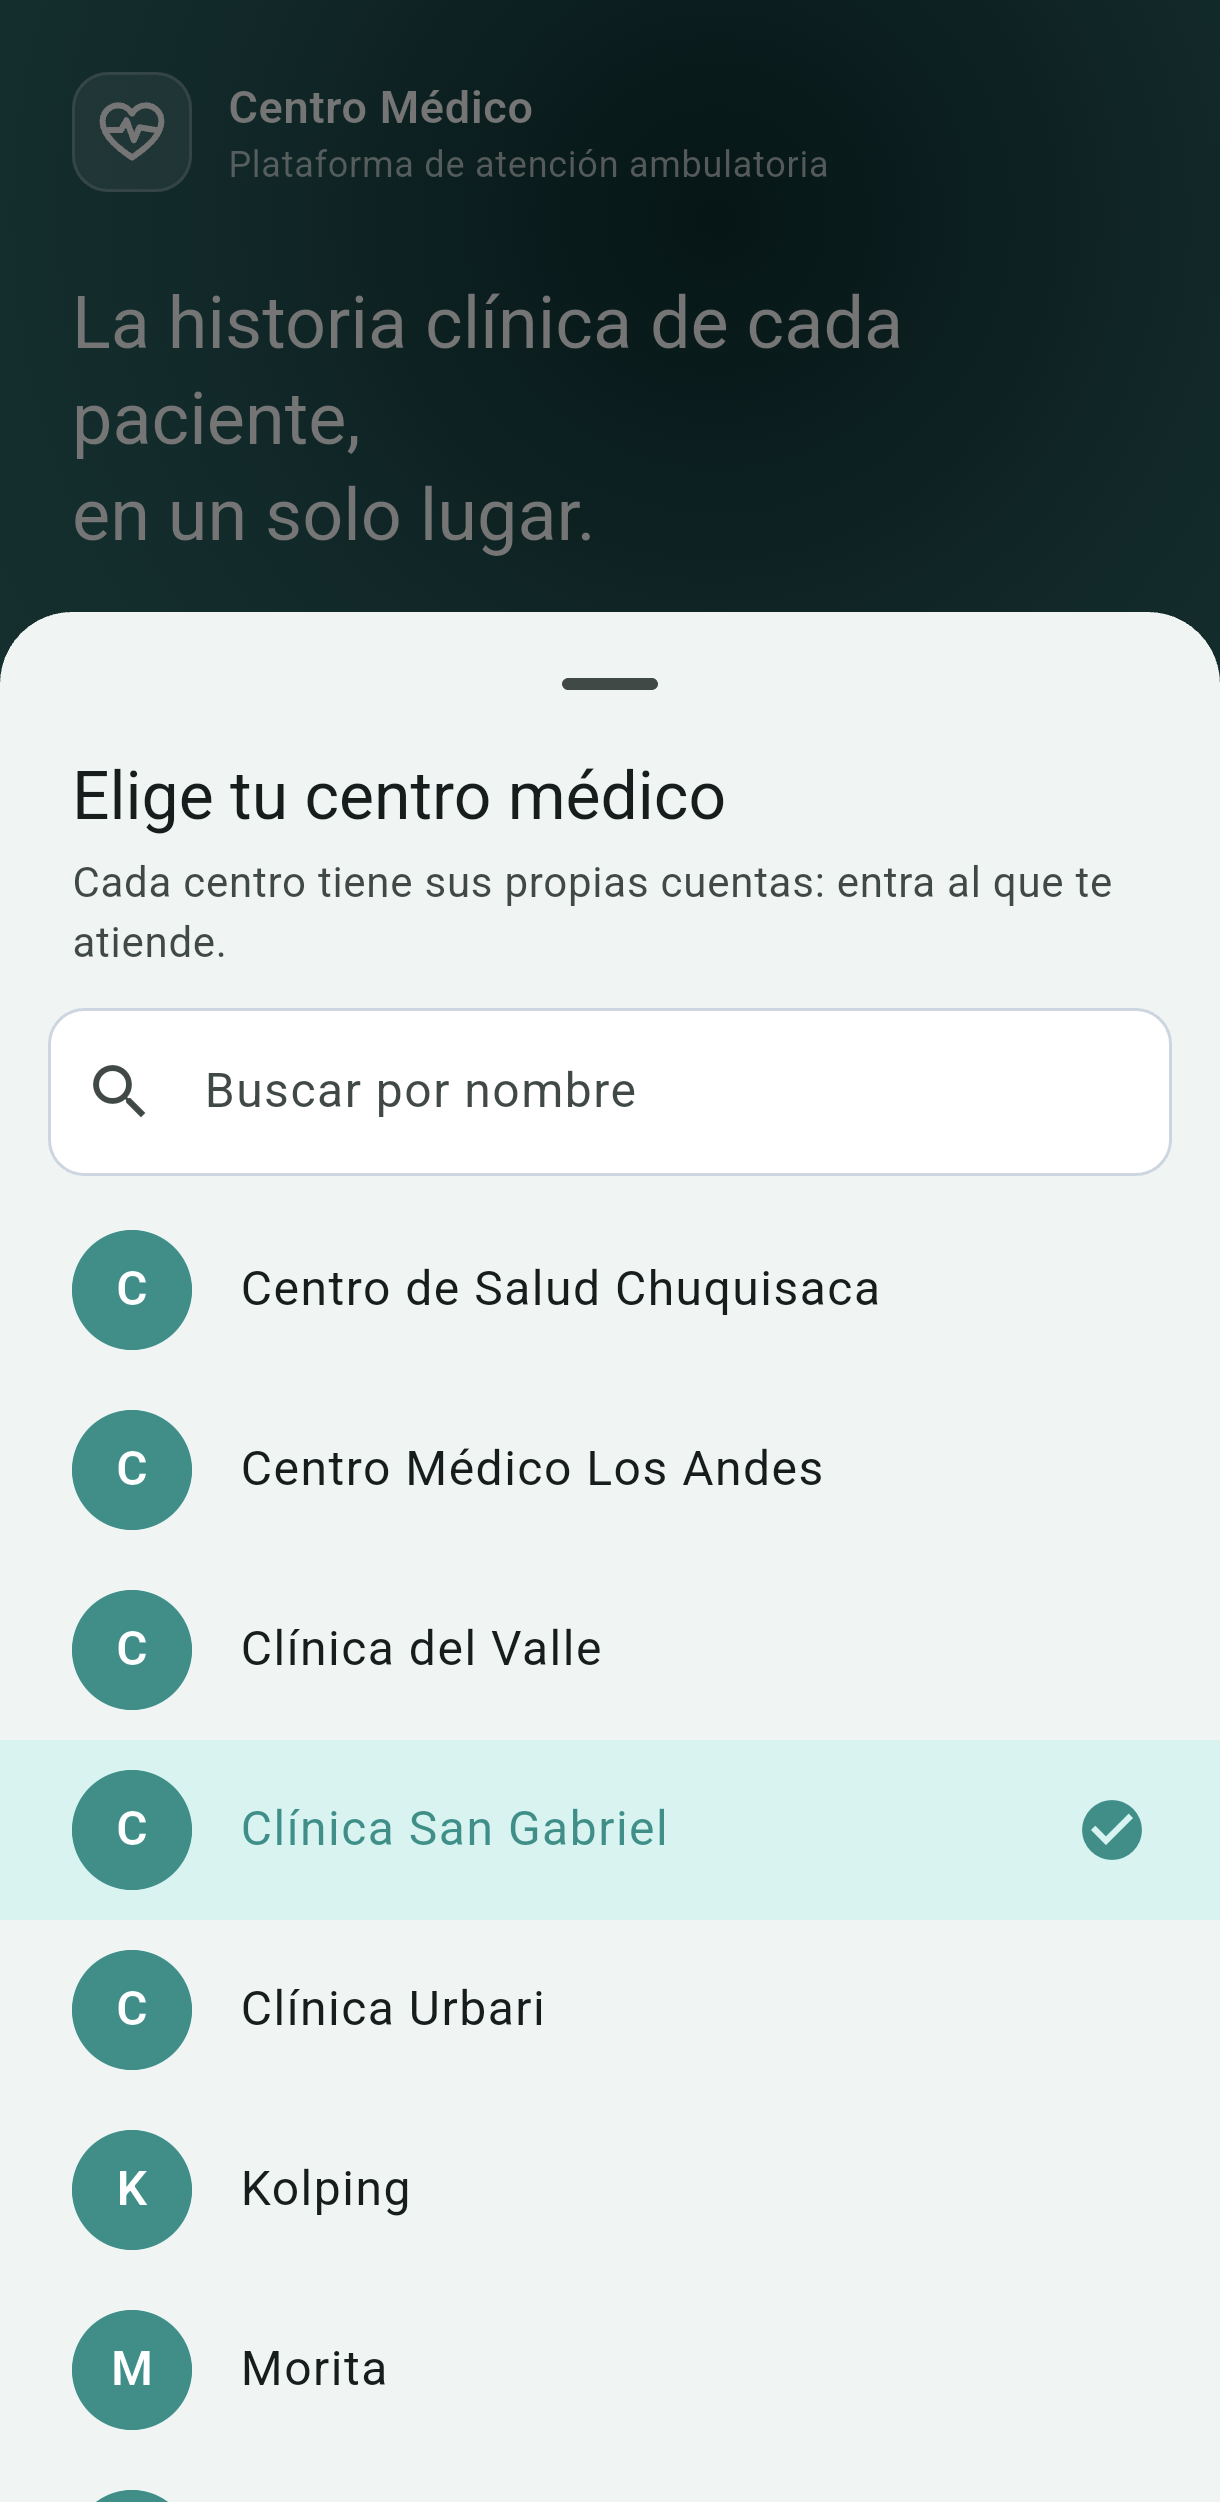 Centro Médico
Plataforma de atención ambulatoria
La historia clínica de cada
paciente,
en un solo lugar.
Elige tu centro médico
Cada centro tiene sus propias cuentas: entra al que te
atiende.
Buscar por nombre
C Centro de Salud Chuquisaca
C Centro Médico Los Andes
C Clínica del Valle
C Clínica San Gabriel
C Clínica Urbari
K Kolping
M Morita